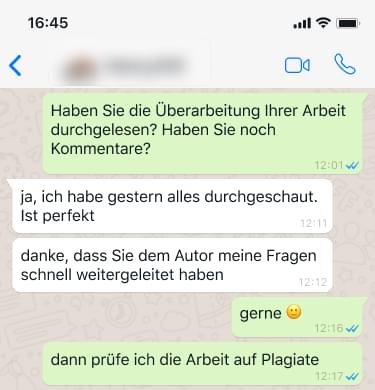 16:45
Haben Sie die Überarbeitung Ihrer Arbeit
durchgelesen? Haben Sie noch
Kommentare?
12:01
ja, ich habe gestern alles durchgeschaut.
Ist perfekt
12:11
danke, dass Sie dem Autor meine Fragen
schnell weitergeleitet haben
12:12
gerne 🙂
12:16
dann prüfe ich die Arbeit auf Plagiate
12:17